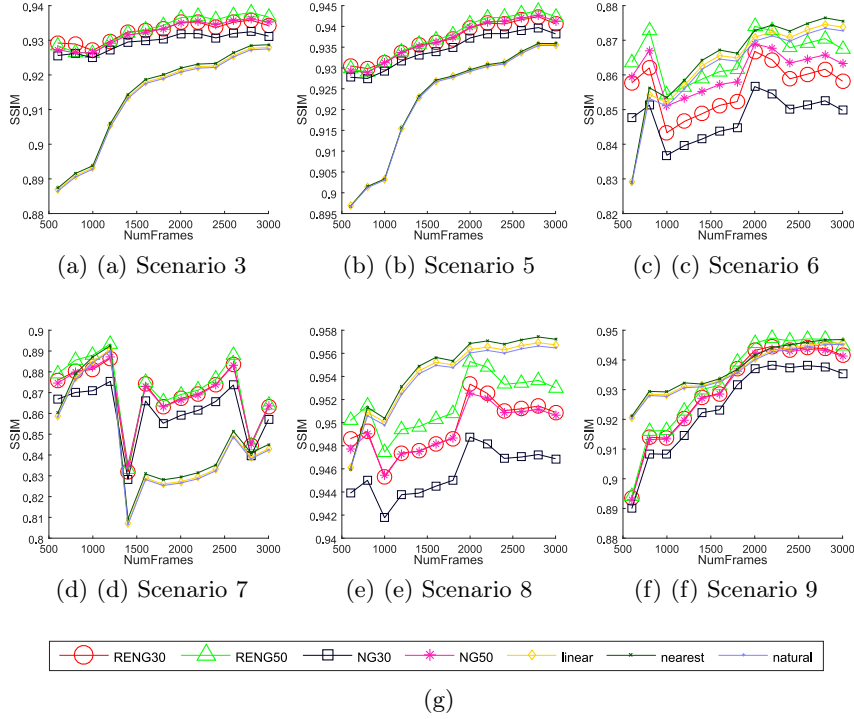 0.94
0.93
0.92
0.91
0.9
0.89
0.88
SSIM
500 1000 1500 2000 2500 3000
NumFrames
(a) (a) Scenario 3
0.945
0.94
0.935
0.93
0.925
0.92
0.915
0.91
0.905
0.9
0.895
SSIM
500 1000 1500 2000 2500 3000
NumFrames
(b) (b) Scenario 5
0.88
0.87
0.86
0.85
0.84
0.83
0.82
SSIM
500 1000 1500 2000 2500 3000
NumFrames
(c) (c) Scenario 6
0.9
0.89
0.88
0.87
0.86
0.85
0.84
0.83
0.82
0.81
0.8
SSIM
500 1000 1500 2000 2500 3000
NumFrames
(d) (d) Scenario 7
0.958
0.956
0.954
0.952
0.95
0.948
0.946
0.944
0.942
0.94
SSIM
500 1000 1500 2000 2500 3000
NumFrames
(e) (e) Scenario 8
0.95
0.94
0.93
0.92
0.91
0.9
0.89
0.88
SSIM
500 1000 1500 2000 2500 3000
NumFrames
(f) (f) Scenario 9
RENG30 RENG50 NG30 NG50 linear nearest natural
(g)